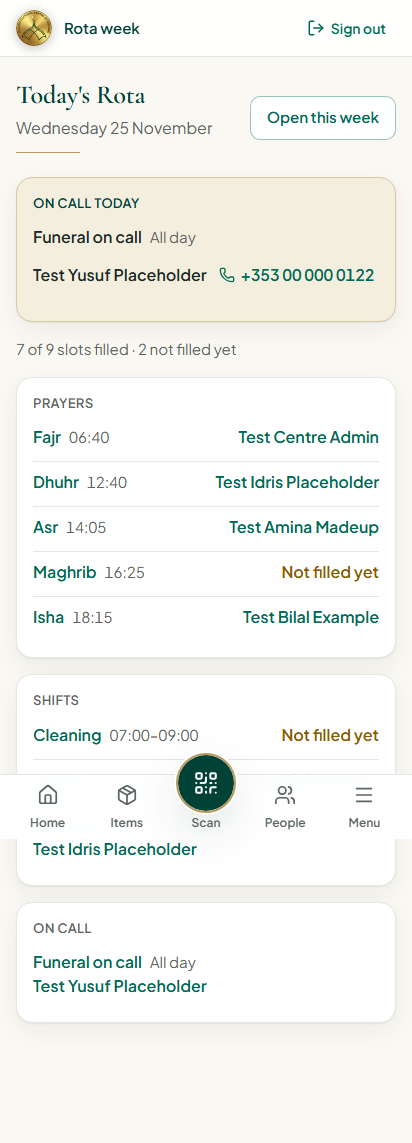 Rota week
Sign out
Today's Rota
Wednesday 25 November
Open this week
ON CALL TODAY
Funeral on call All day
Test Yusuf Placeholder +353 00 000 0122
7 of 9 slots filled · 2 not filled yet
PRAYERS
Fajr 06:40 Test Centre Admin
Dhuhr 12:40 Test Idris Placeholder
Asr 14:05 Test Amina Madeup
Maghrib 16:25 Not filled yet
Isha 18:15 Test Bilal Example
SHIFTS
Cleaning 07:00–09:00 Not filled yet
Home Items Scan People Menu
Test Idris Placeholder
ON CALL
Funeral on call All day
Test Yusuf Placeholder